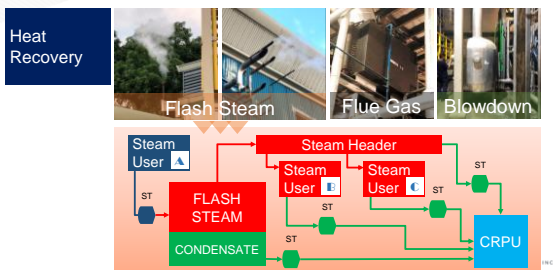 Heat
Recovery
Flash Steam
Flue Gas
Blowdown
Steam
User A
Steam Header
Steam
User B
Steam
User C
ST
ST
FLASH
STEAM
ST
ST
CONDENSATE
ST
CRPU